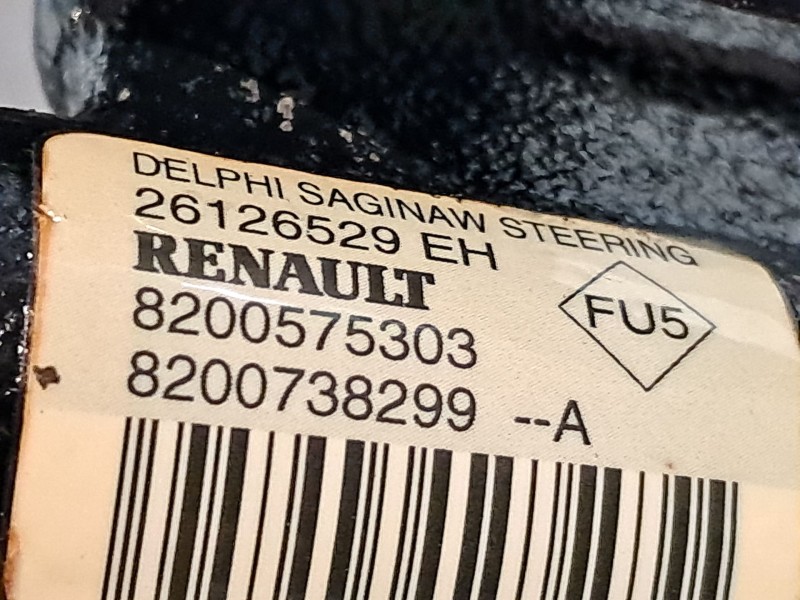 DELPHI SAGINAW STEERING
26126529 EH
RENAULT
8200575303
8200738299 --A
FU5